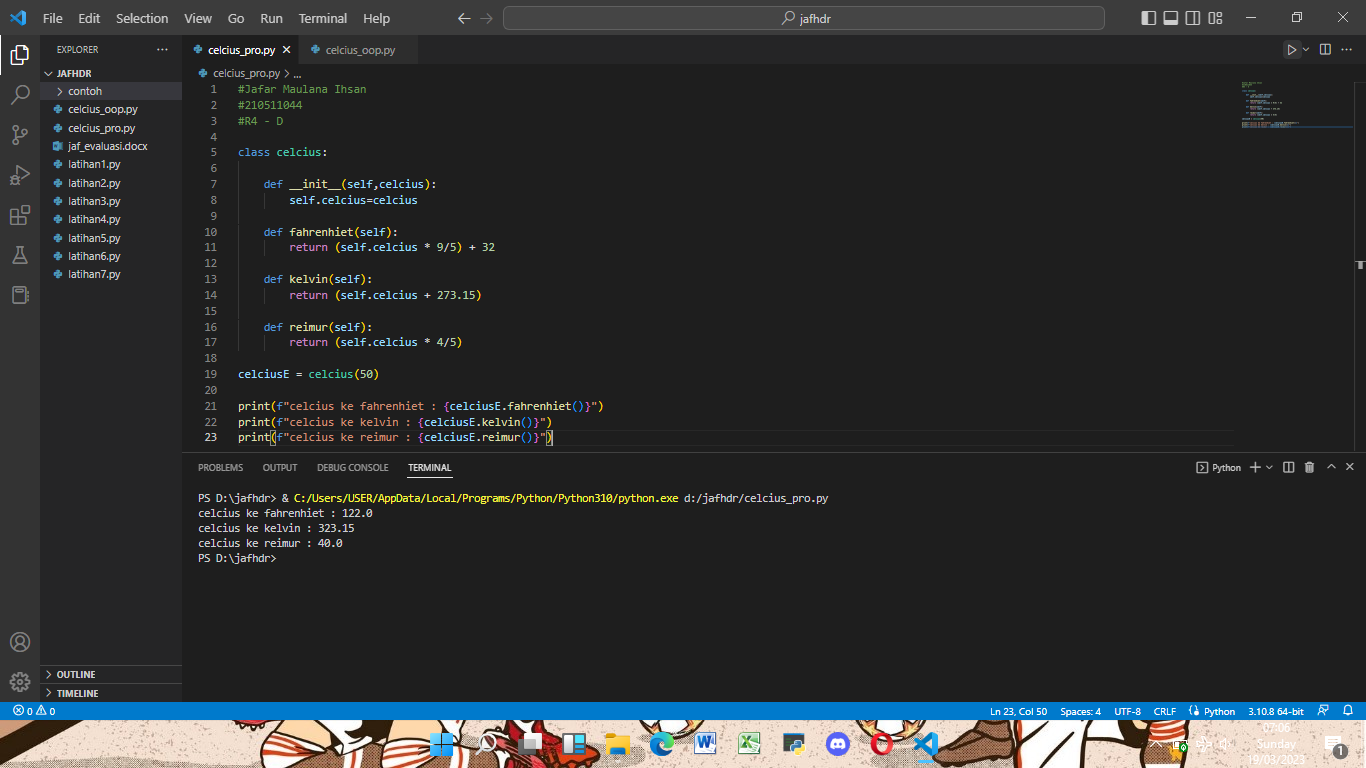 File Edit Selection View Go Run Terminal Help
jafhdr
EXPLORER
celcius_pro.py
celcius_oop.py
JAFHDR
celcius_pro.py > ...
contoh
celcius_oop.py
celcius_pro.py
jaf_evaluasi.docx
latihan1.py
latihan2.py
latihan3.py
latihan4.py
latihan5.py
latihan6.py
latihan7.py
OUTLINE
TIMELINE
1 #Jafar Maulana Ihsan
2 #210511044
3 #R4 - D
4
5 class celcius:
6
7 def __init__(self,celcius):
8 self.celcius=celcius
9
10 def fahrenhiet(self):
11 return (self.celcius * 9/5) + 32
12
13 def kelvin(self):
14 return (self.celcius + 273.15)
15
16 def reimur(self):
17 return (self.celcius * 4/5)
18
19 celciusE = celcius(50)
20
21 print(f"celcius ke fahrenhiet : {celciusE.fahrenhiet()}")
22 print(f"celcius ke kelvin : {celciusE.kelvin()}")
23 print(f"celcius ke reimur : {celciusE.reimur()}")
PROBLEMS OUTPUT DEBUG CONSOLE TERMINAL
Python
PS D:\jafhdr> & C:/Users/USER/AppData/Local/Programs/Python/Python310/python.exe d:/jafhdr/celcius_pro.py
celcius ke fahrenhiet : 122.0
celcius ke kelvin : 323.15
celcius ke reimur : 40.0
PS D:\jafhdr>
0 0
Ln 23, Col 50 Spaces: 4 UTF-8 CRLF Python 3.10.8 64-bit
Sunday
19/03/2023
1